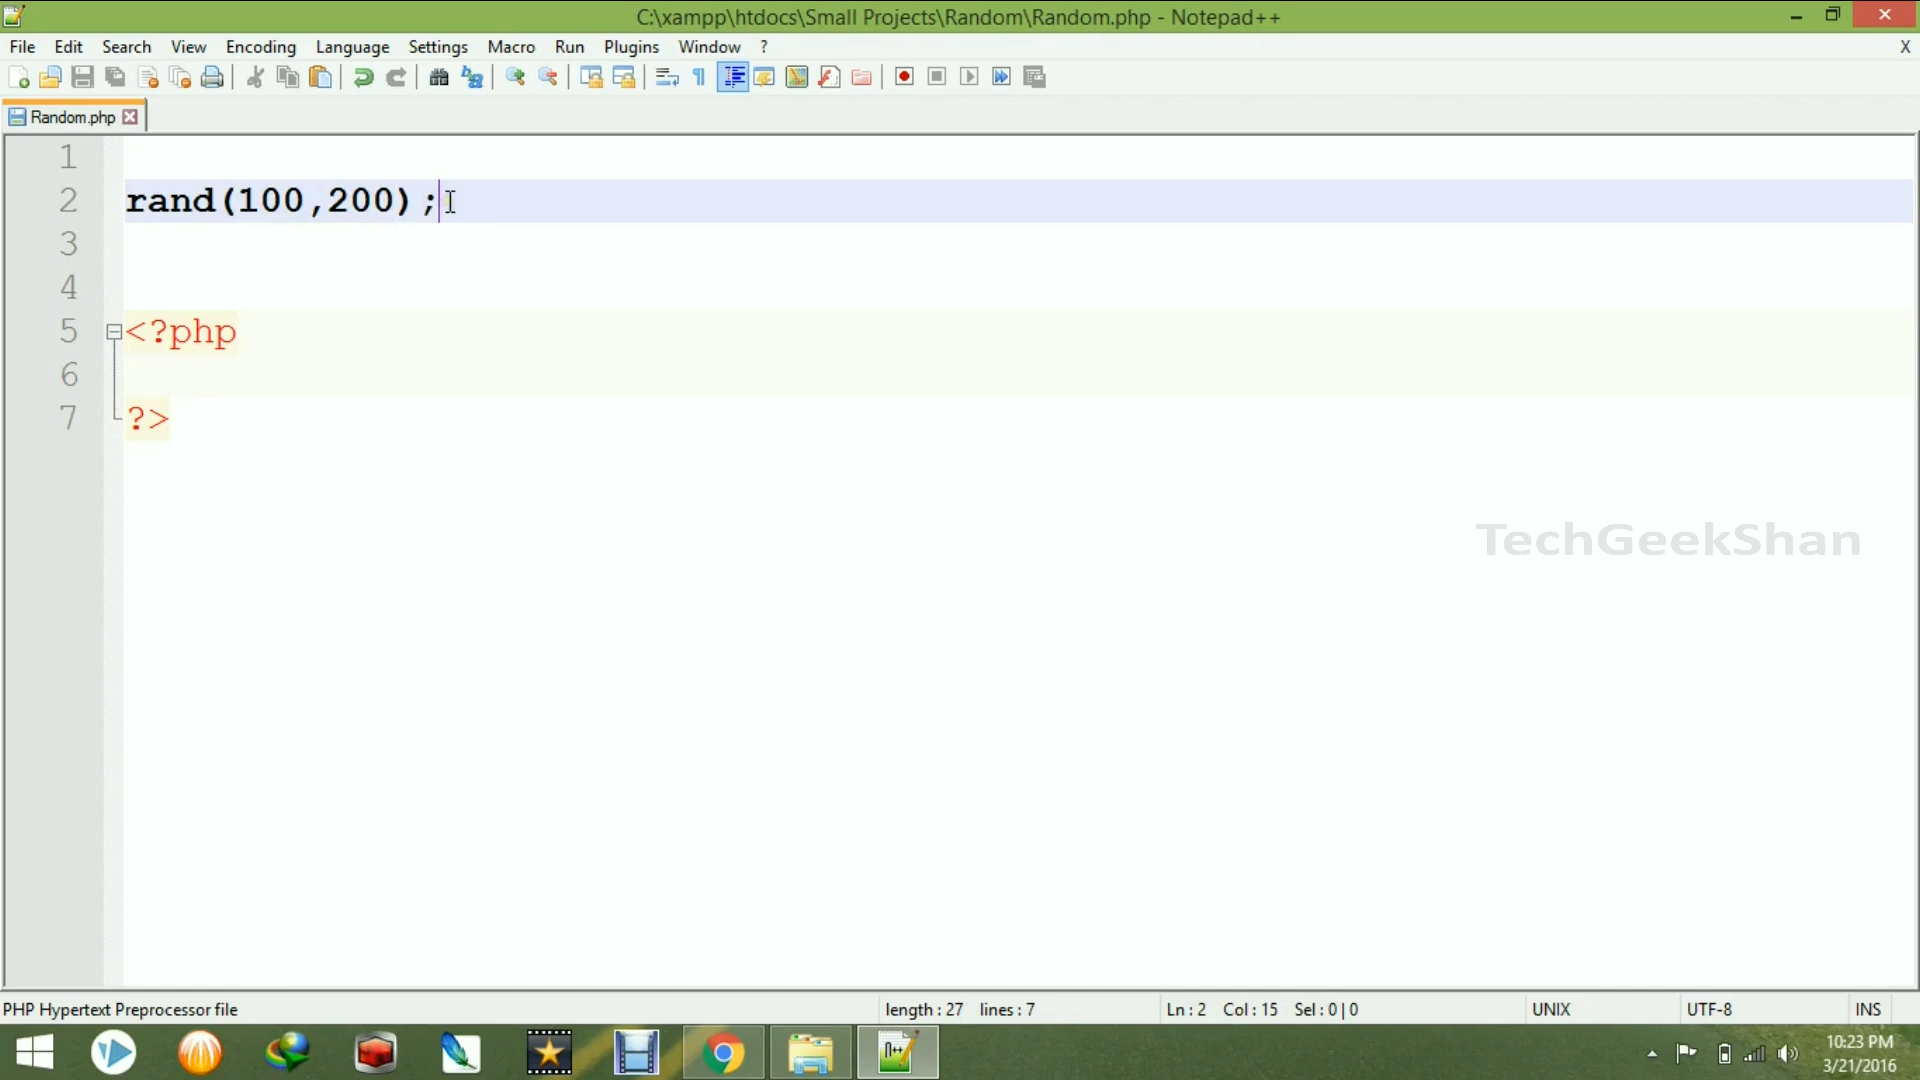 C:\xampp\htdocs\Small Projects\Random\Random.php - Notepad++
File Edit Search View Encoding Language Settings Macro Run Plugins Window ? X
Random.php
1
2 rand(100,200);
3
4
5 <?php
6
7 ?>
TechGeekShan
PHP Hypertext Preprocessor file length : 27 lines : 7 Ln : 2 Col : 15 Sel : 0 | 0 UNIX UTF-8 INS
10:23 PM
3/21/2016